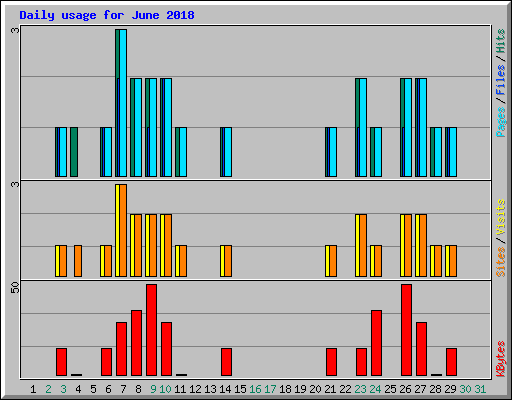 Daily usage for June 2018
3
Pages / Files / Hits
3
Sites / Visits
50
KBytes
1 2 3 4 5 6 7 8 9 10 11 12 13 14 15 16 17 18 19 20 21 22 23 24 25 26 27 28 29 30 31